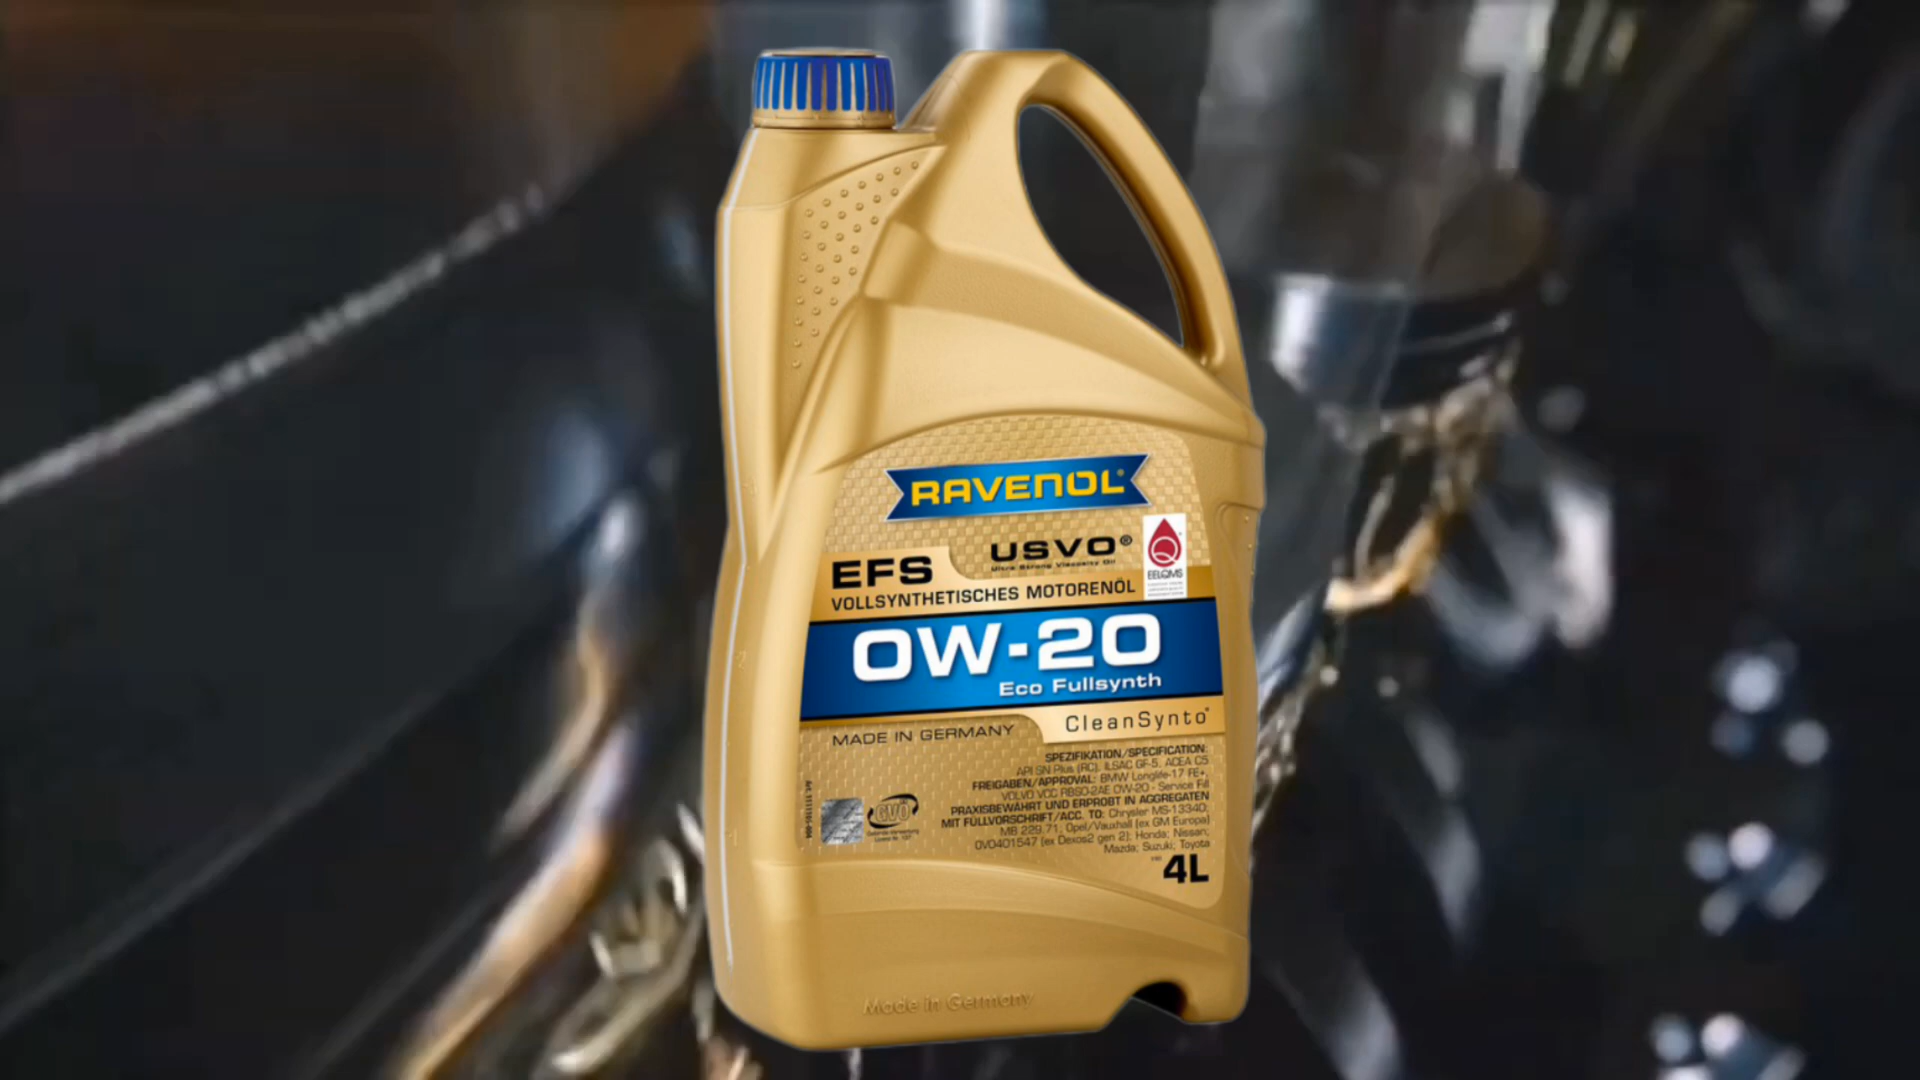 RAVENOL®
USVO®
Ultra Strong Viscosity Oil
EELQMS
EFS
VOLLSYNTHETISCHES MOTORENÖL
0W-20
Eco Fullsynth
CleanSynto®
MADE IN GERMANY
SPEZIFIKATION/SPECIFICATION:
API SN Plus (RC), ILSAC GF-5, ACEA C5
FREIGABEN/APPROVAL: BMW Longlife-17 FE+,
VOLVO VCC RBS0-2AE 0W-20 - Service Fill
PRAXISBEWÄHRT UND ERPROBT IN AGGREGATEN
MIT FÜLLVORSCHRIFT/ACC. TO: Chrysler MS-13340;
MB 229.71; Opel/Vauxhall (ex GM Europa)
OV0401547 (ex Dexos2 gen 2); Honda; Nissan;
Mazda; Suzuki; Toyota
GVÖ
4L
Made in Germany